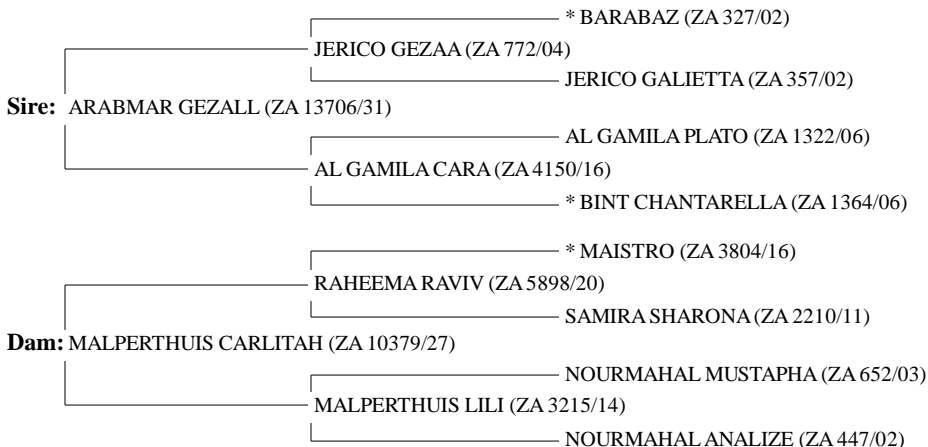 * BARABAZ (ZA 327/02)
JERICO GEZAA (ZA 772/04)
JERICO GALIETTA (ZA 357/02)
Sire: ARABMAR GEZALL (ZA 13706/31)
AL GAMILA PLATO (ZA 1322/06)
AL GAMILA CARA (ZA 4150/16)
* BINT CHANTARELLA (ZA 1364/06)
* MAISTRO (ZA 3804/16)
RAHEEMA RAVIV (ZA 5898/20)
SAMIRA SHARONA (ZA 2210/11)
Dam: MALPERTHUIS CARLITAH (ZA 10379/27)
NOURMAHAL MUSTAPHA (ZA 652/03)
MALPERTHUIS LILI (ZA 3215/14)
NOURMAHAL ANALIZE (ZA 447/02)